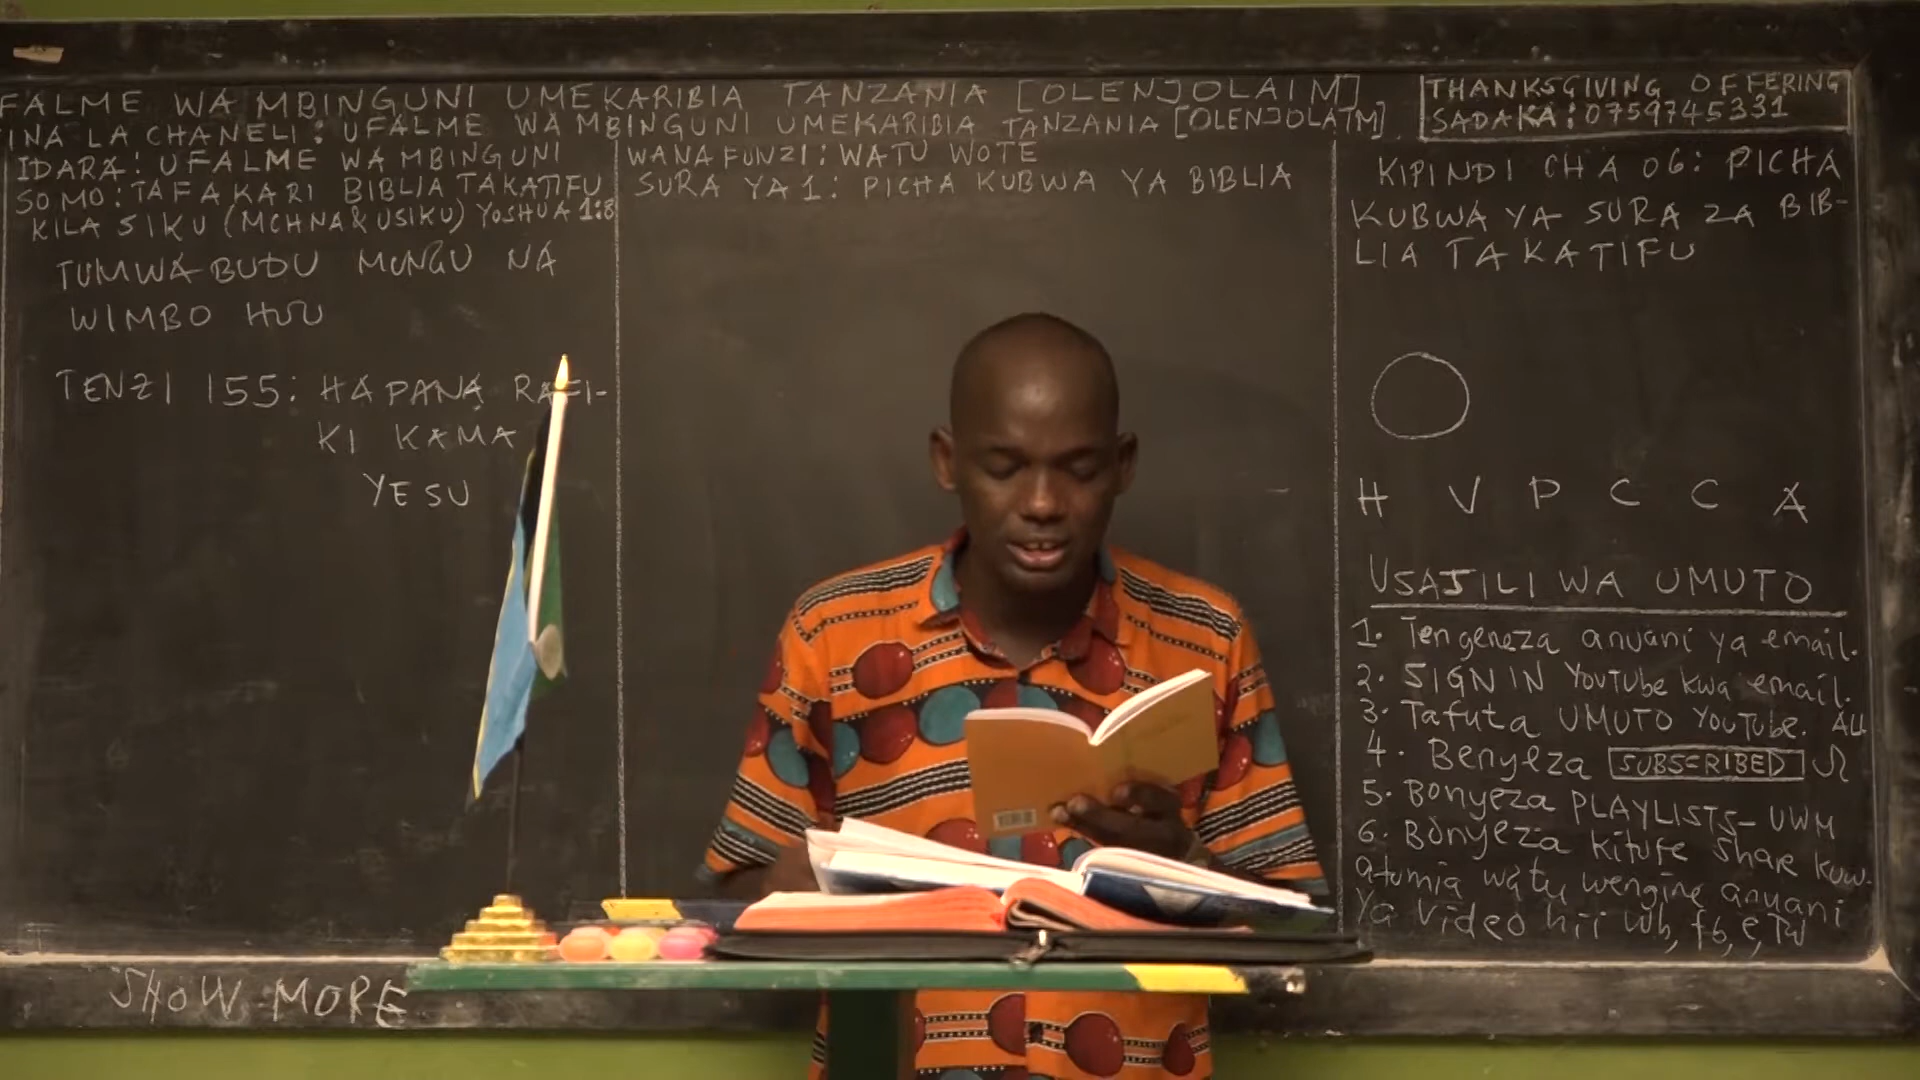 FALME WA MBINGUNI UMEKARIBIA TANZANIA [OLENJOLAIM]
INA LA CHANELI: UFALME WA MBINGUNI UMEKARIBIA TANZANIA [OLENJOLAIM]
THANKSGIVING OFFERING
SADAKA: 0759745331
IDARA: UFALME WA MBINGUNI
SOMO: TAFAKARI BIBLIA TAKATIFU
KILA SIKU (MCHNA & USIKU) YOSHUA 1:8
TUMWABUDU MUNGU NA
WIMBO HUU
TENZI 155: HAPANA RAFI-
KI KAMA
YESU
WANAFUNZI: WATU WOTE
SURA YA 1: PICHA KUBWA YA BIBLIA
KIPINDI CHA 06: PICHA
KUBWA YA SURA ZA BIB-
LIA TAKATIFU
H V P C C A
USAJILI WA UMUTO
1. Tengeneza anuani ya email.
2. SIGN IN YouTube kwa email.
3. Tafuta UMUTO YouTube. ALL
4. Benyeza SUBSCRIBED
5. Bonyeza PLAYLISTS-UWM
6. Bonyeza kitufe share kuw-
atumia watu wengine anuani
ya video hii wb, fb, e, TW
SHOW MORE